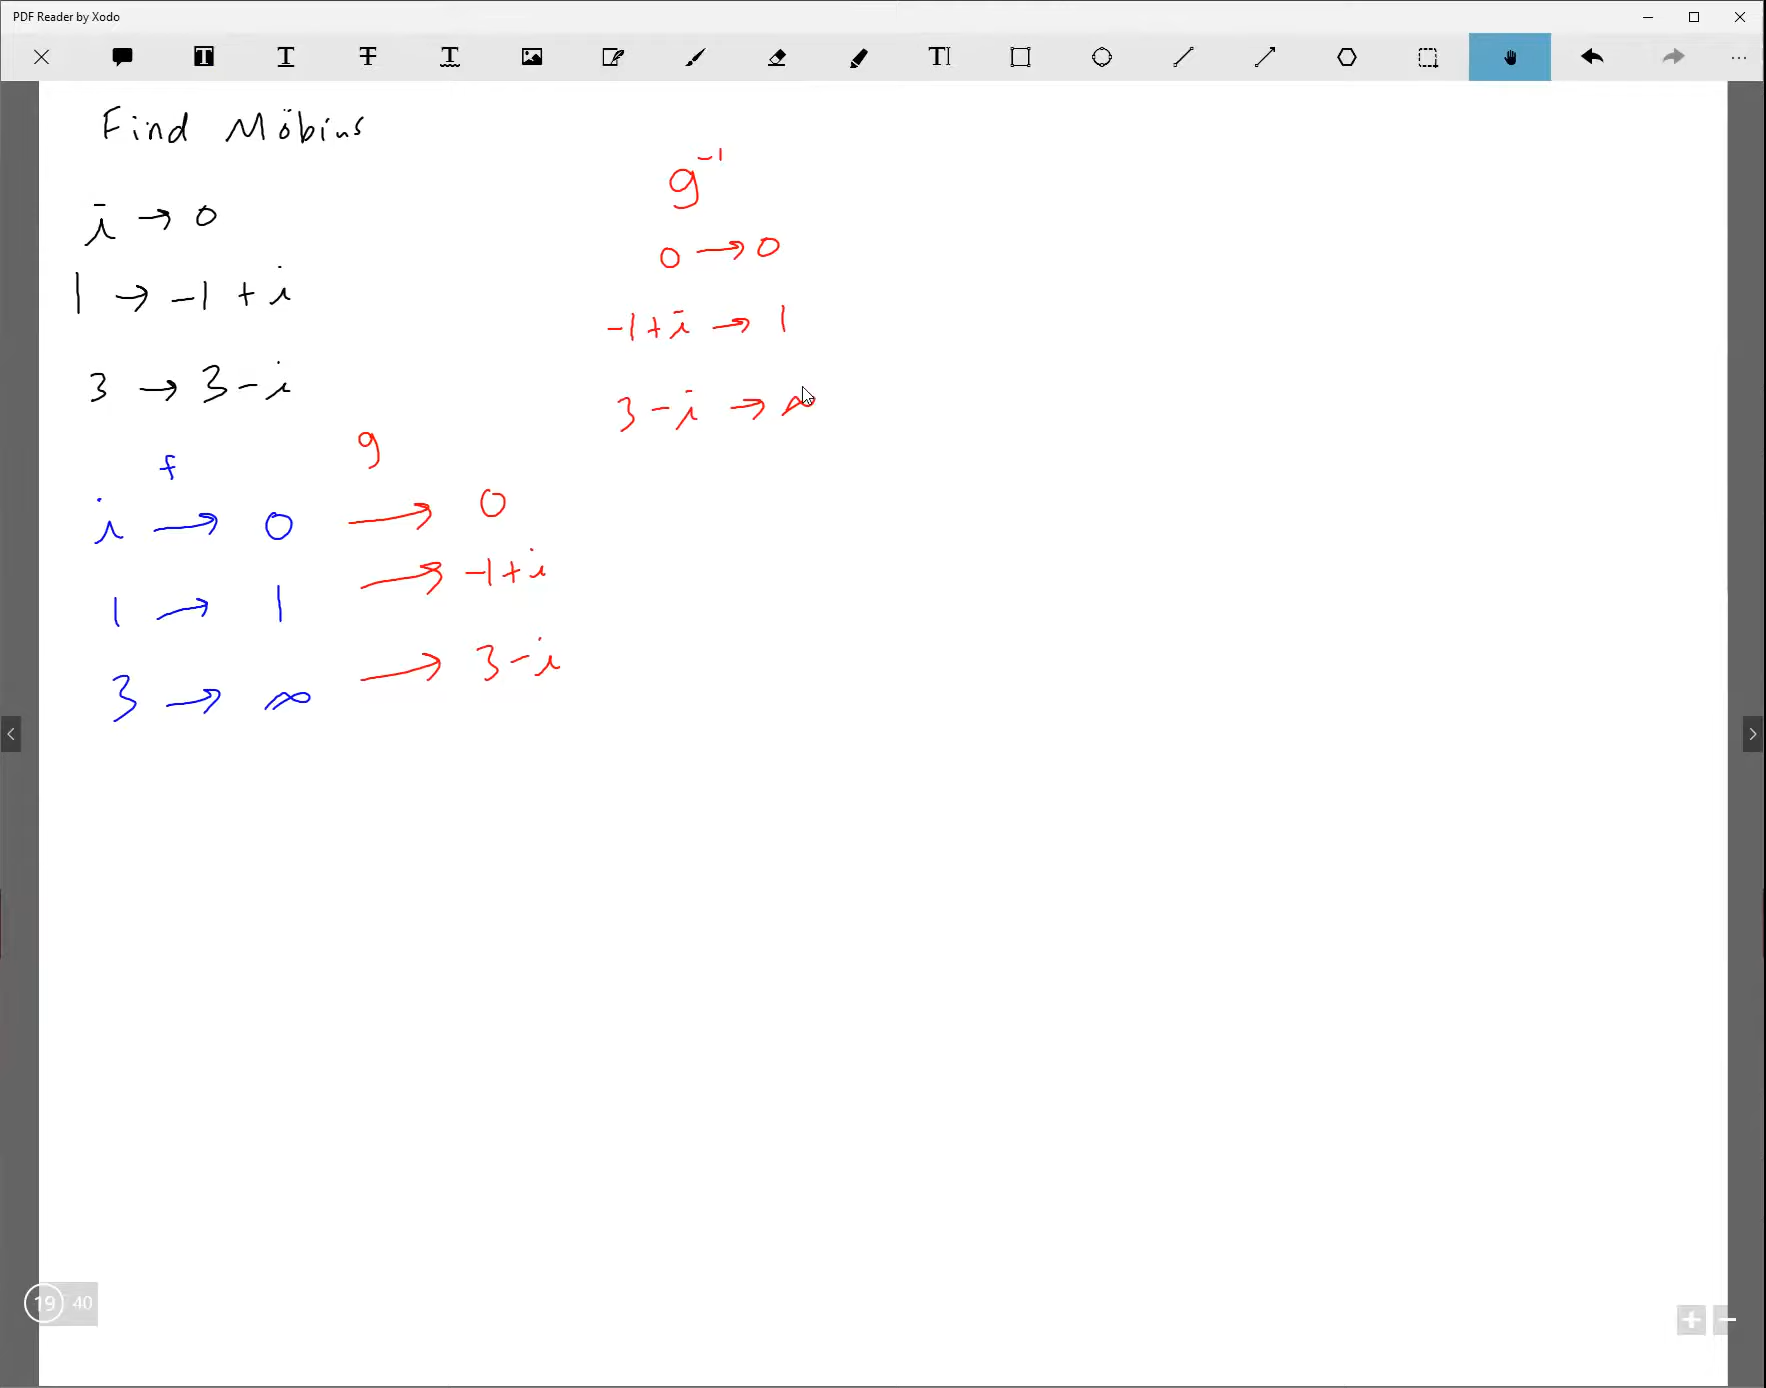 PDF Reader by Xodo
Find Möbius
i → 0
1 → -1 + i
3 → 3 - i
g⁻¹
0 → 0
-1 + i → 1
3 - i → ∞
f g
i → 0 → 0
1 → 1 → -1 + i
3 → ∞ → 3 - i
19 40